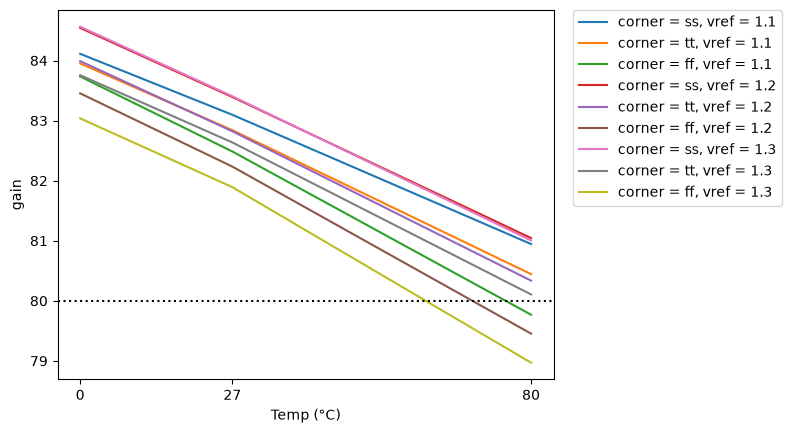 corner = ss, vref = 1.1
corner = tt, vref = 1.1
corner = ff, vref = 1.1
corner = ss, vref = 1.2
corner = tt, vref = 1.2
corner = ff, vref = 1.2
corner = ss, vref = 1.3
corner = tt, vref = 1.3
corner = ff, vref = 1.3
84
83
82
81
80
79
gain
0 27 80
Temp (°C)